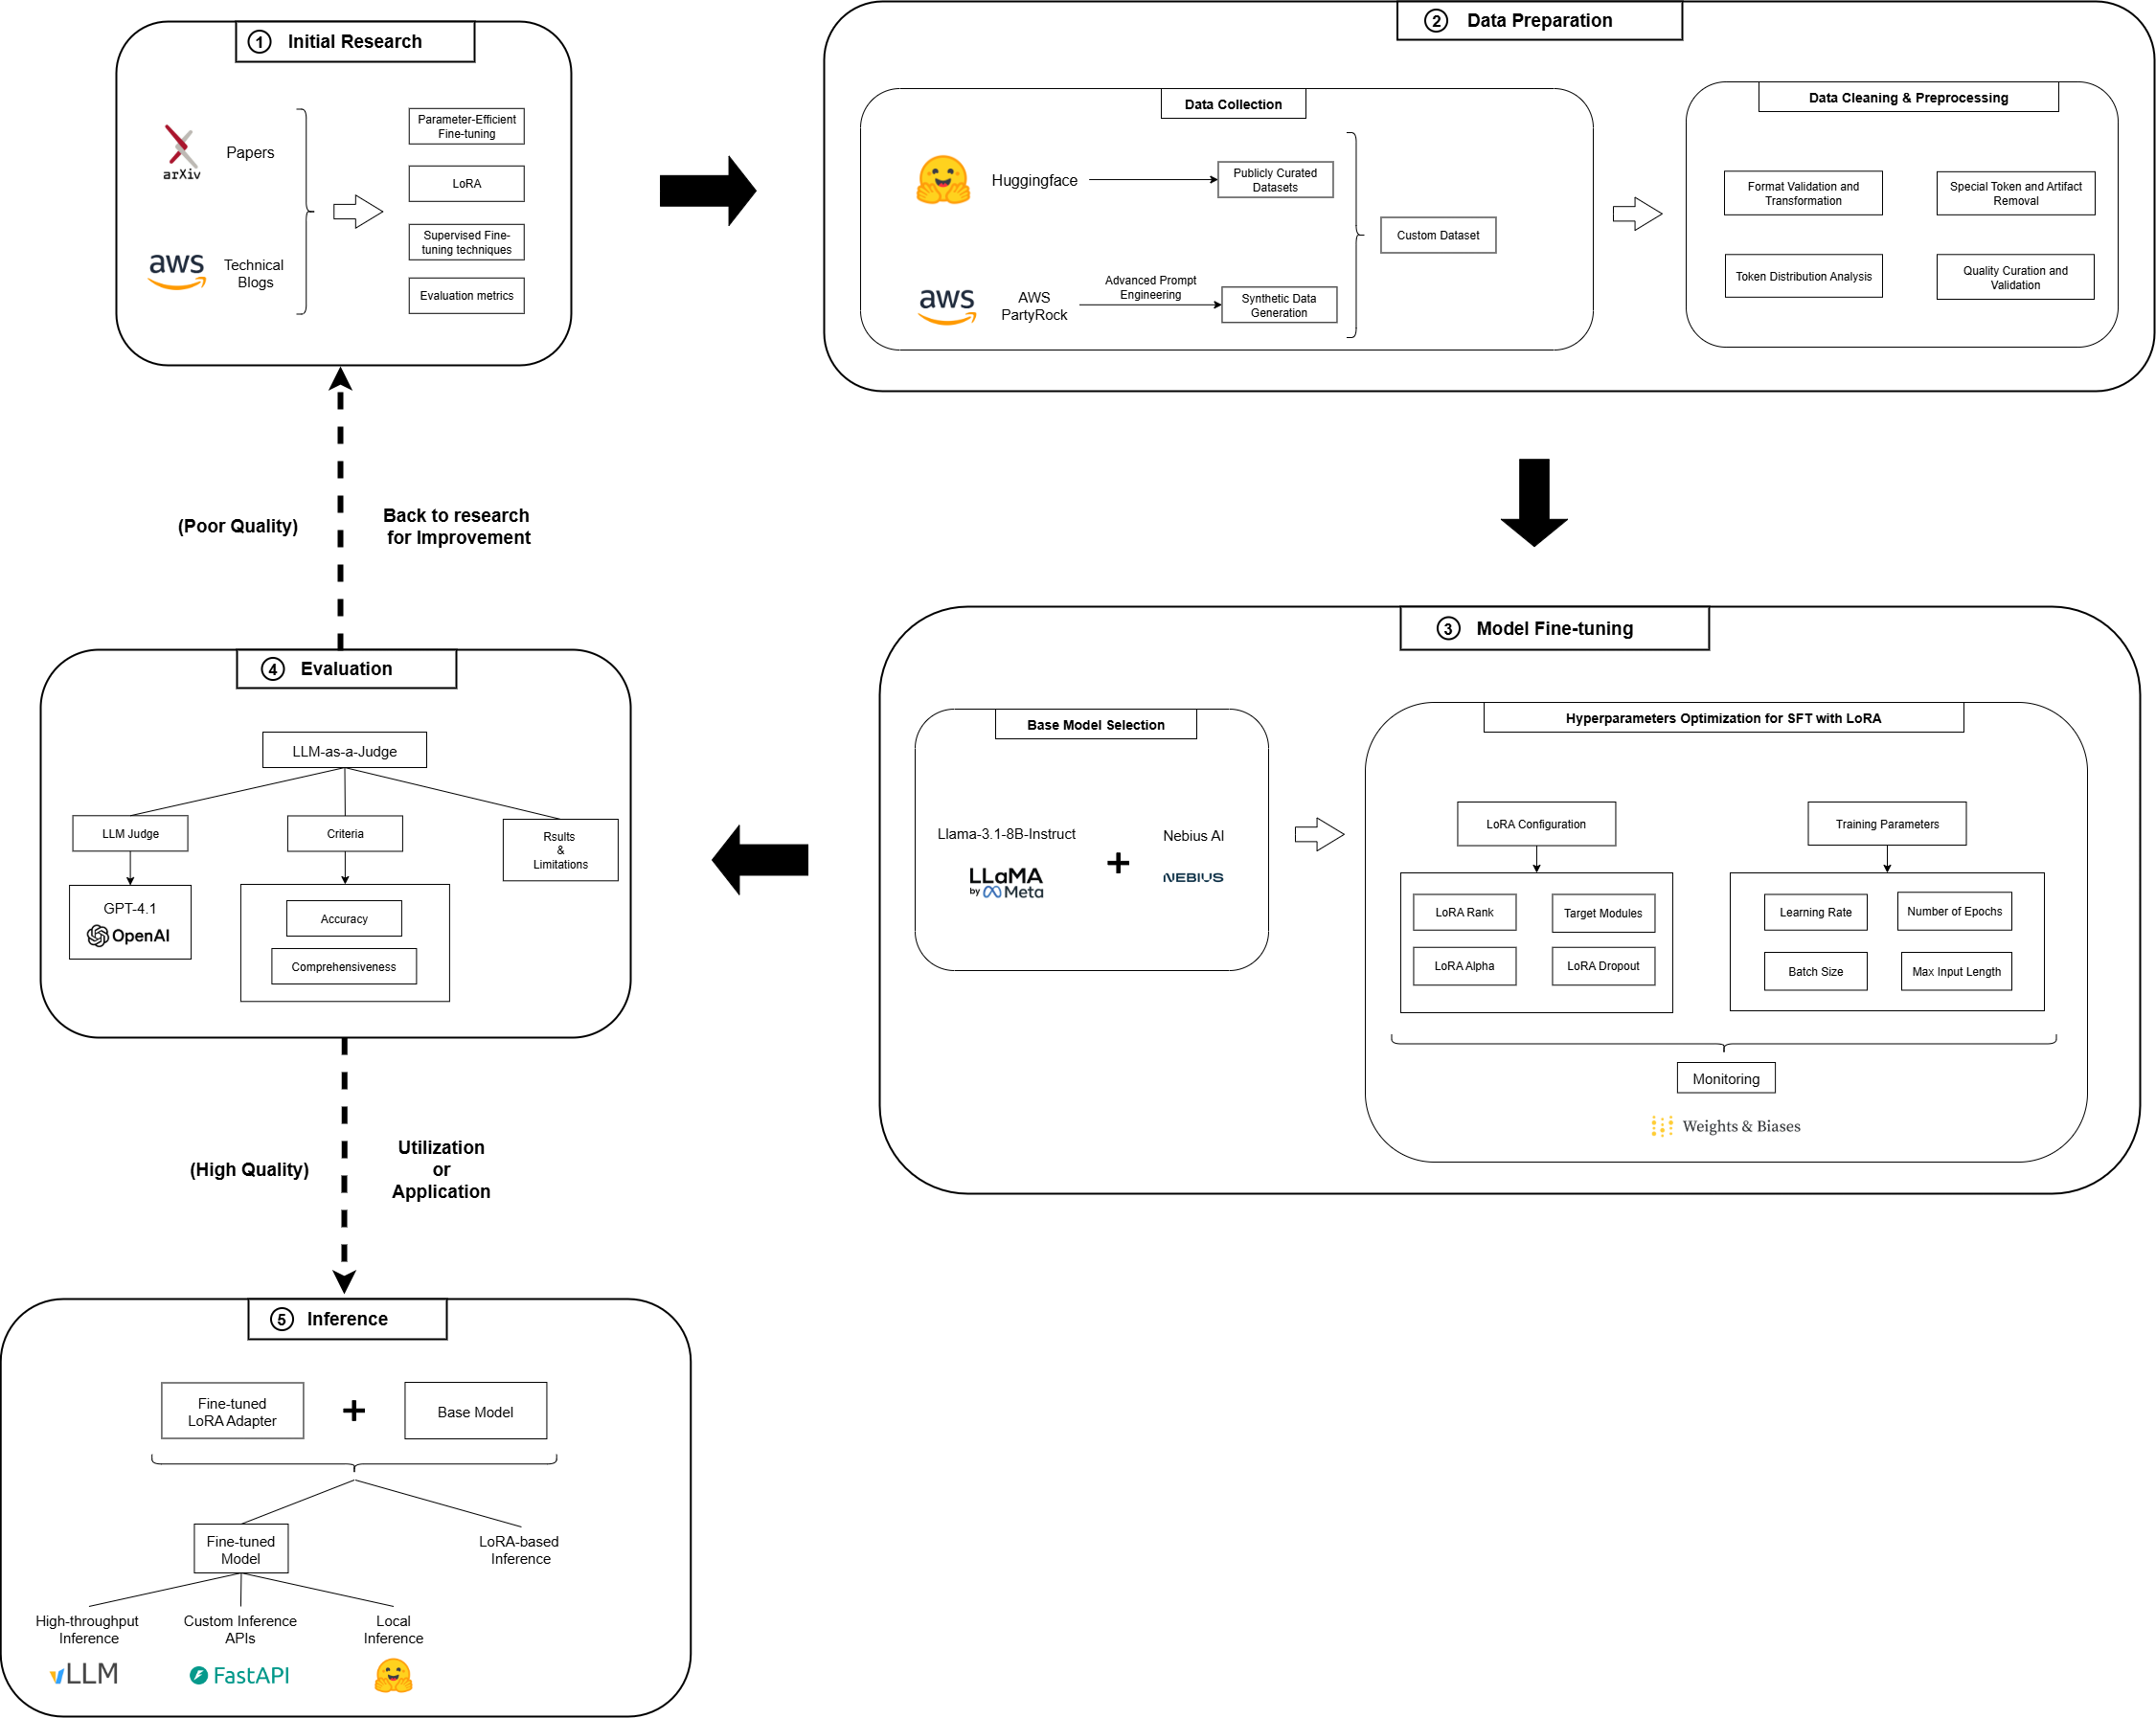 1 Initial Research
arXiv
Papers
aws
Technical
Blogs
Parameter-Efficient
Fine-tuning
LoRA
Supervised Fine-
tuning techniques
Evaluation metrics
2 Data Preparation
Data Collection
Huggingface
Publicly Curated
Datasets
aws
AWS
PartyRock
Advanced Prompt
Engineering
Synthetic Data
Generation
Custom Dataset
Data Cleaning & Preprocessing
Format Validation and
Transformation
Special Token and Artifact
Removal
Token Distribution Analysis
Quality Curation and
Validation
3 Model Fine-tuning
Base Model Selection
Llama-3.1-8B-Instruct
LLaMA
by Meta
+
Nebius AI
NEBIUS
Hyperparameters Optimization for SFT with LoRA
LoRA Configuration
LoRA Rank
Target Modules
LoRA Alpha
LoRA Dropout
Training Parameters
Learning Rate
Number of Epochs
Batch Size
Max Input Length
Monitoring
Weights & Biases
(Poor Quality)
Back to research
for Improvement
4 Evaluation
LLM-as-a-Judge
LLM Judge
GPT-4.1
OpenAI
Criteria
Accuracy
Comprehensiveness
Rsults
&
Limitations
(High Quality)
Utilization
or
Application
5 Inference
Fine-tuned
LoRA Adapter
+
Base Model
Fine-tuned
Model
LoRA-based
Inference
High-throughput
Inference
vLLM
Custom Inference
APIs
FastAPI
Local
Inference